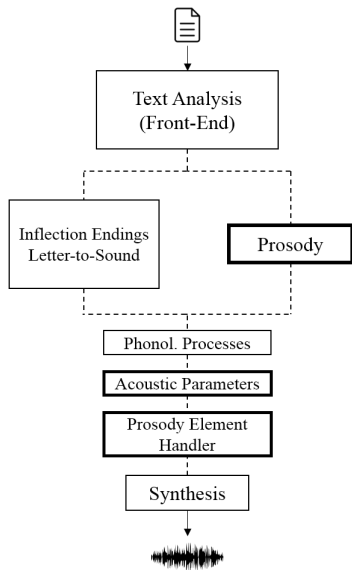 Text Analysis
(Front-End)
Inflection Endings
Letter-to-Sound
Prosody
Phonol. Processes
Acoustic Parameters
Prosody Element
Handler
Synthesis